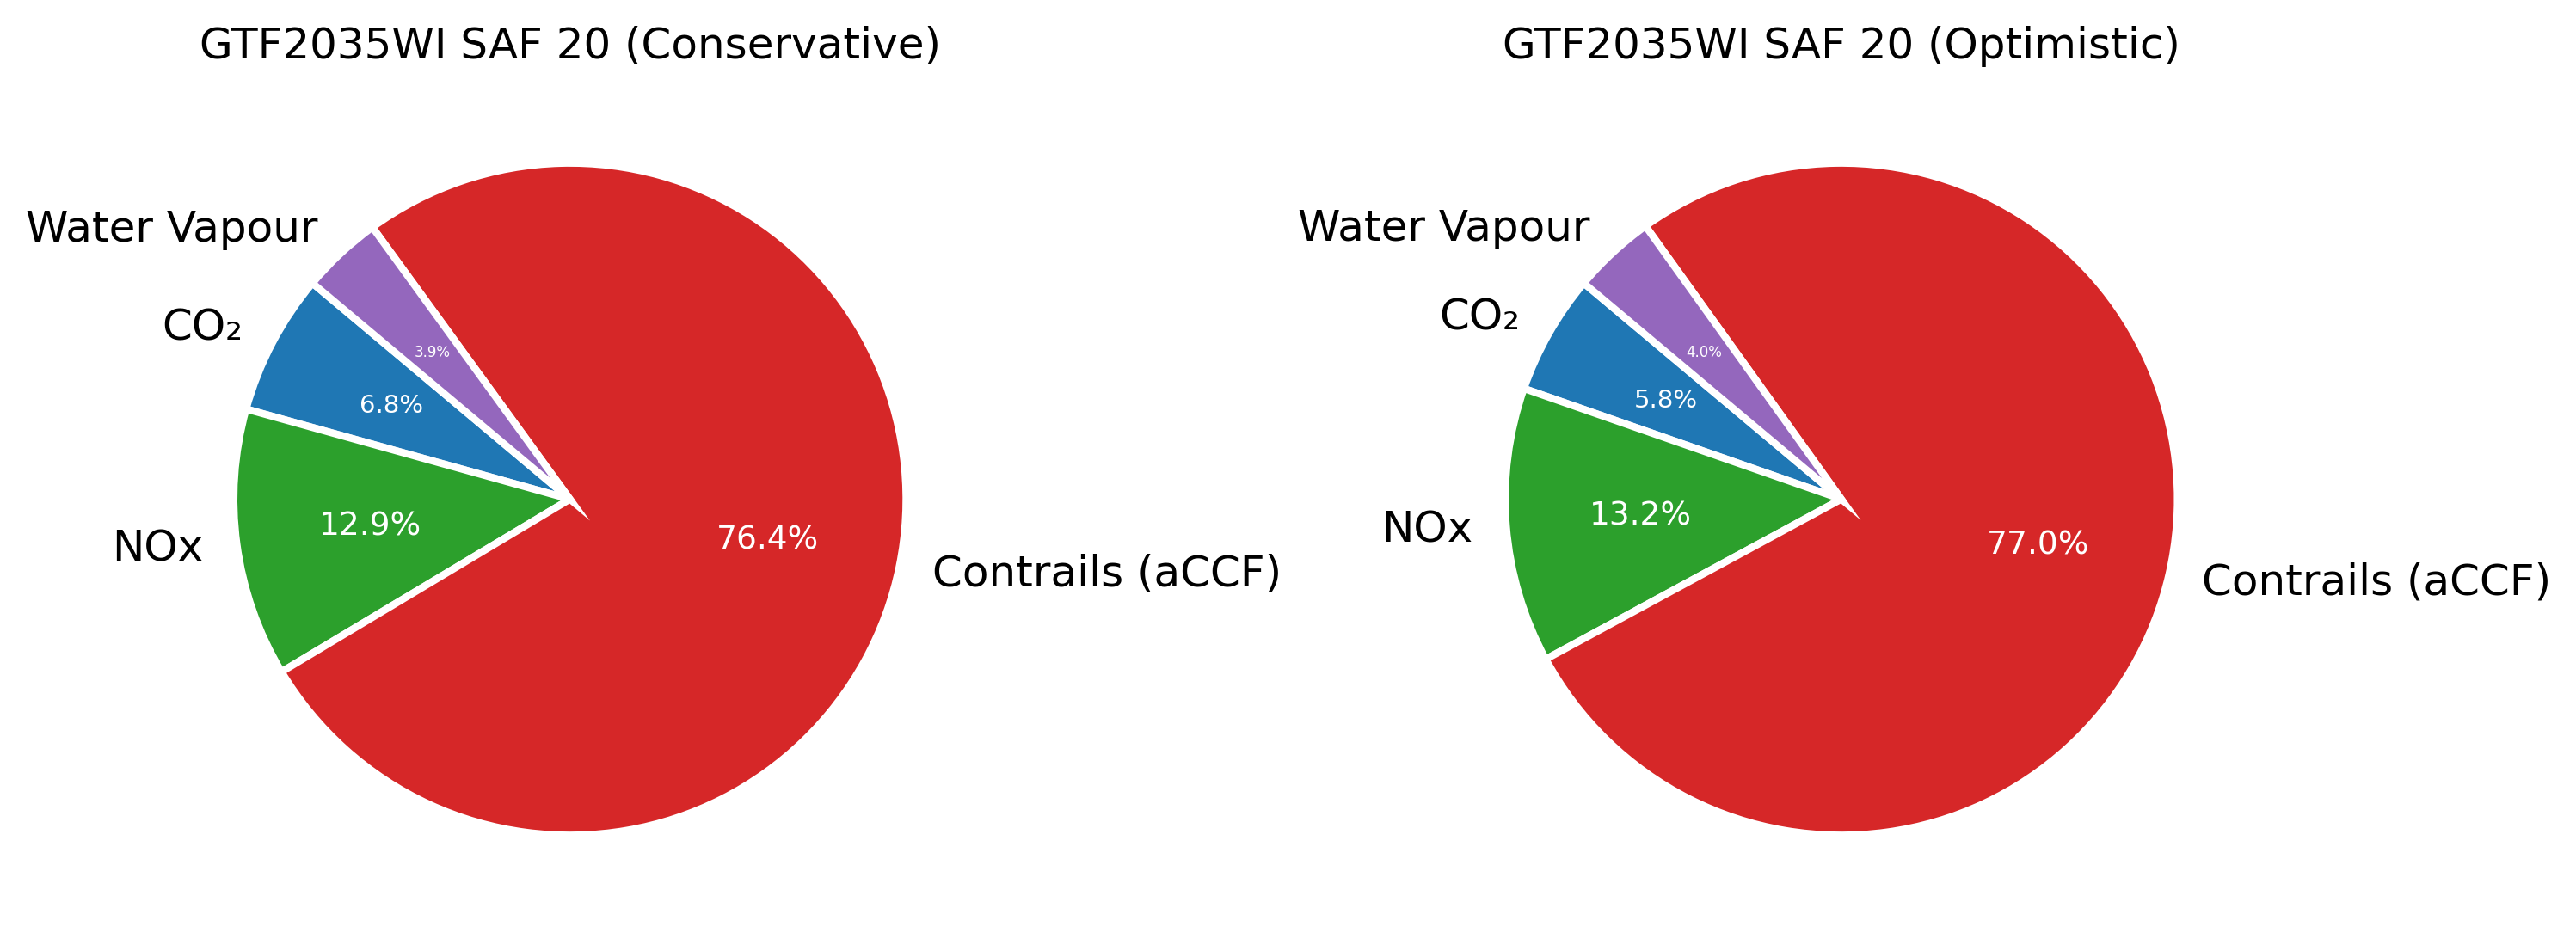 GTF2035WI SAF 20 (Conservative)
Water Vapour
CO₂
NOx
Contrails (aCCF)
3.9%
6.8%
12.9%
76.4%
GTF2035WI SAF 20 (Optimistic)
Water Vapour
CO₂
NOx
Contrails (aCCF)
4.0%
5.8%
13.2%
77.0%